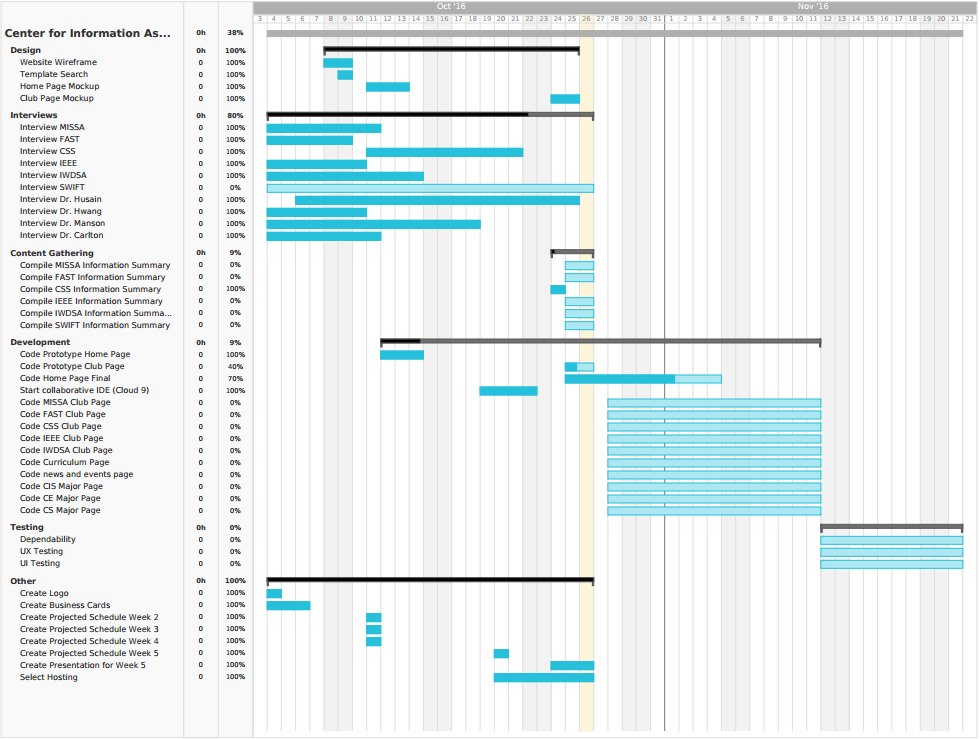 Oct '16 Nov '16
3 4 5 6 7 8 9 10 11 12 13 14 15 16 17 18 19 20 21 22 23 24 25 26 27 28 29 30 31 1 2 3 4 5 6 7 8 9 10 11 12 13 14 15 16 17 18 19 20 21 22
Center for Information As... 0h 38%
Design 0h 100%
Website Wireframe 0 100%
Template Search 0 100%
Home Page Mockup 0 100%
Club Page Mockup 0 100%
Interviews 0h 80%
Interview MISSA 0 100%
Interview FAST 0 100%
Interview CSS 0 100%
Interview IEEE 0 100%
Interview IWDSA 0 100%
Interview SWIFT 0 0%
Interview Dr. Husain 0 100%
Interview Dr. Hwang 0 100%
Interview Dr. Manson 0 100%
Interview Dr. Carlton 0 100%
Content Gathering 0h 9%
Compile MISSA Information Summary 0 0%
Compile FAST Information Summary 0 0%
Compile CSS Information Summary 0 100%
Compile IEEE Information Summary 0 0%
Compile IWDSA Information Summa... 0 0%
Compile SWIFT Information Summary 0 0%
Development 0h 9%
Code Prototype Home Page 0 100%
Code Prototype Club Page 0 40%
Code Home Page Final 0 70%
Start collaborative IDE (Cloud 9) 0 100%
Code MISSA Club Page 0 0%
Code FAST Club Page 0 0%
Code CSS Club Page 0 0%
Code IEEE Club Page 0 0%
Code IWDSA Club Page 0 0%
Code Curriculum Page 0 0%
Code news and events page 0 0%
Code CIS Major Page 0 0%
Code CE Major Page 0 0%
Code CS Major Page 0 0%
Testing 0h 0%
Dependability 0 0%
UX Testing 0 0%
UI Testing 0 0%
Other 0h 100%
Create Logo 0 100%
Create Business Cards 0 100%
Create Projected Schedule Week 2 0 100%
Create Projected Schedule Week 3 0 100%
Create Projected Schedule Week 4 0 100%
Create Projected Schedule Week 5 0 100%
Create Presentation for Week 5 0 100%
Select Hosting 0 100%